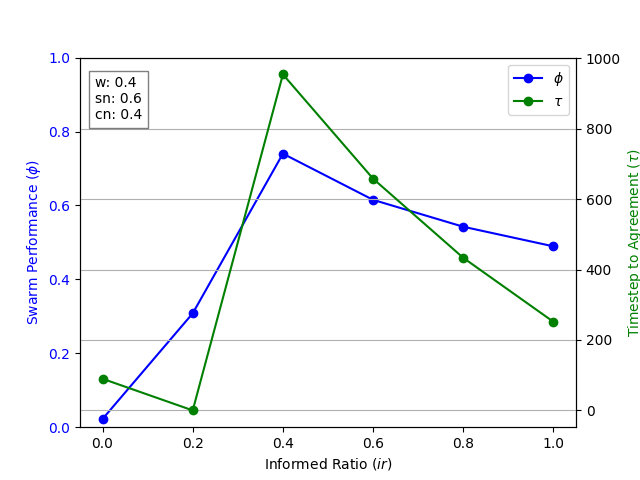 w: 0.4
sn: 0.6
cn: 0.4
ϕ
τ
1.0
0.8
0.6
0.4
0.2
0.0
Swarm Performance (ϕ)
1000
800
600
400
200
0
Timestep to Agreement (τ)
0.0 0.2 0.4 0.6 0.8 1.0
Informed Ratio (ir)